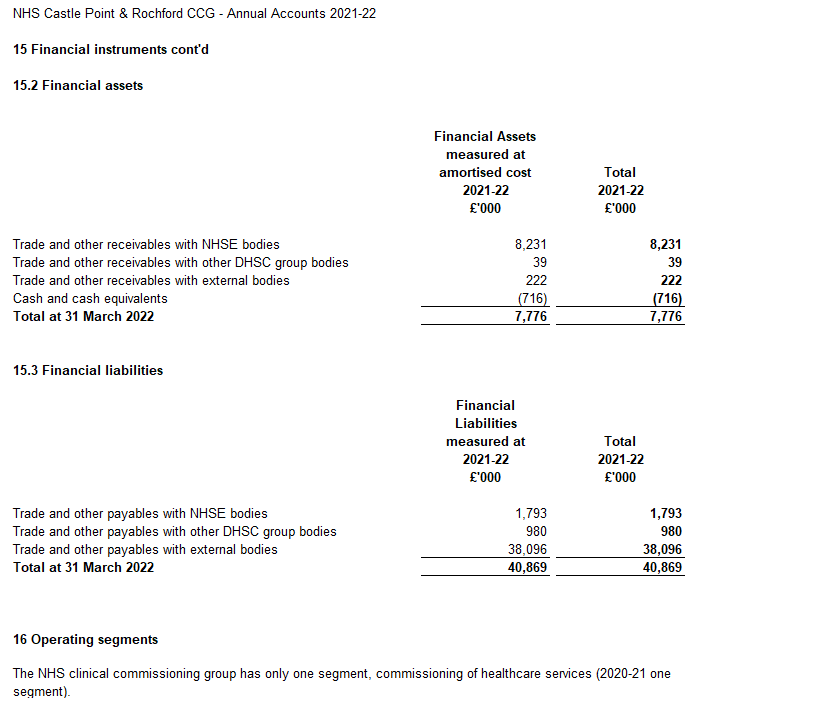 NHS Castle Point & Rochford CCG - Annual Accounts 2021-22
15 Financial instruments cont'd
15.2 Financial assets
Financial Assets
measured at
amortised cost Total
2021-22 2021-22
£'000 £'000
Trade and other receivables with NHSE bodies 8,231 8,231
Trade and other receivables with other DHSC group bodies 39 39
Trade and other receivables with external bodies 222 222
Cash and cash equivalents (716) (716)
Total at 31 March 2022 7,776 7,776
15.3 Financial liabilities
Financial
Liabilities
measured at Total
2021-22 2021-22
£'000 £'000
Trade and other payables with NHSE bodies 1,793 1,793
Trade and other payables with other DHSC group bodies 980 980
Trade and other payables with external bodies 38,096 38,096
Total at 31 March 2022 40,869 40,869
16 Operating segments
The NHS clinical commissioning group has only one segment, commissioning of healthcare services (2020-21 one
segment).